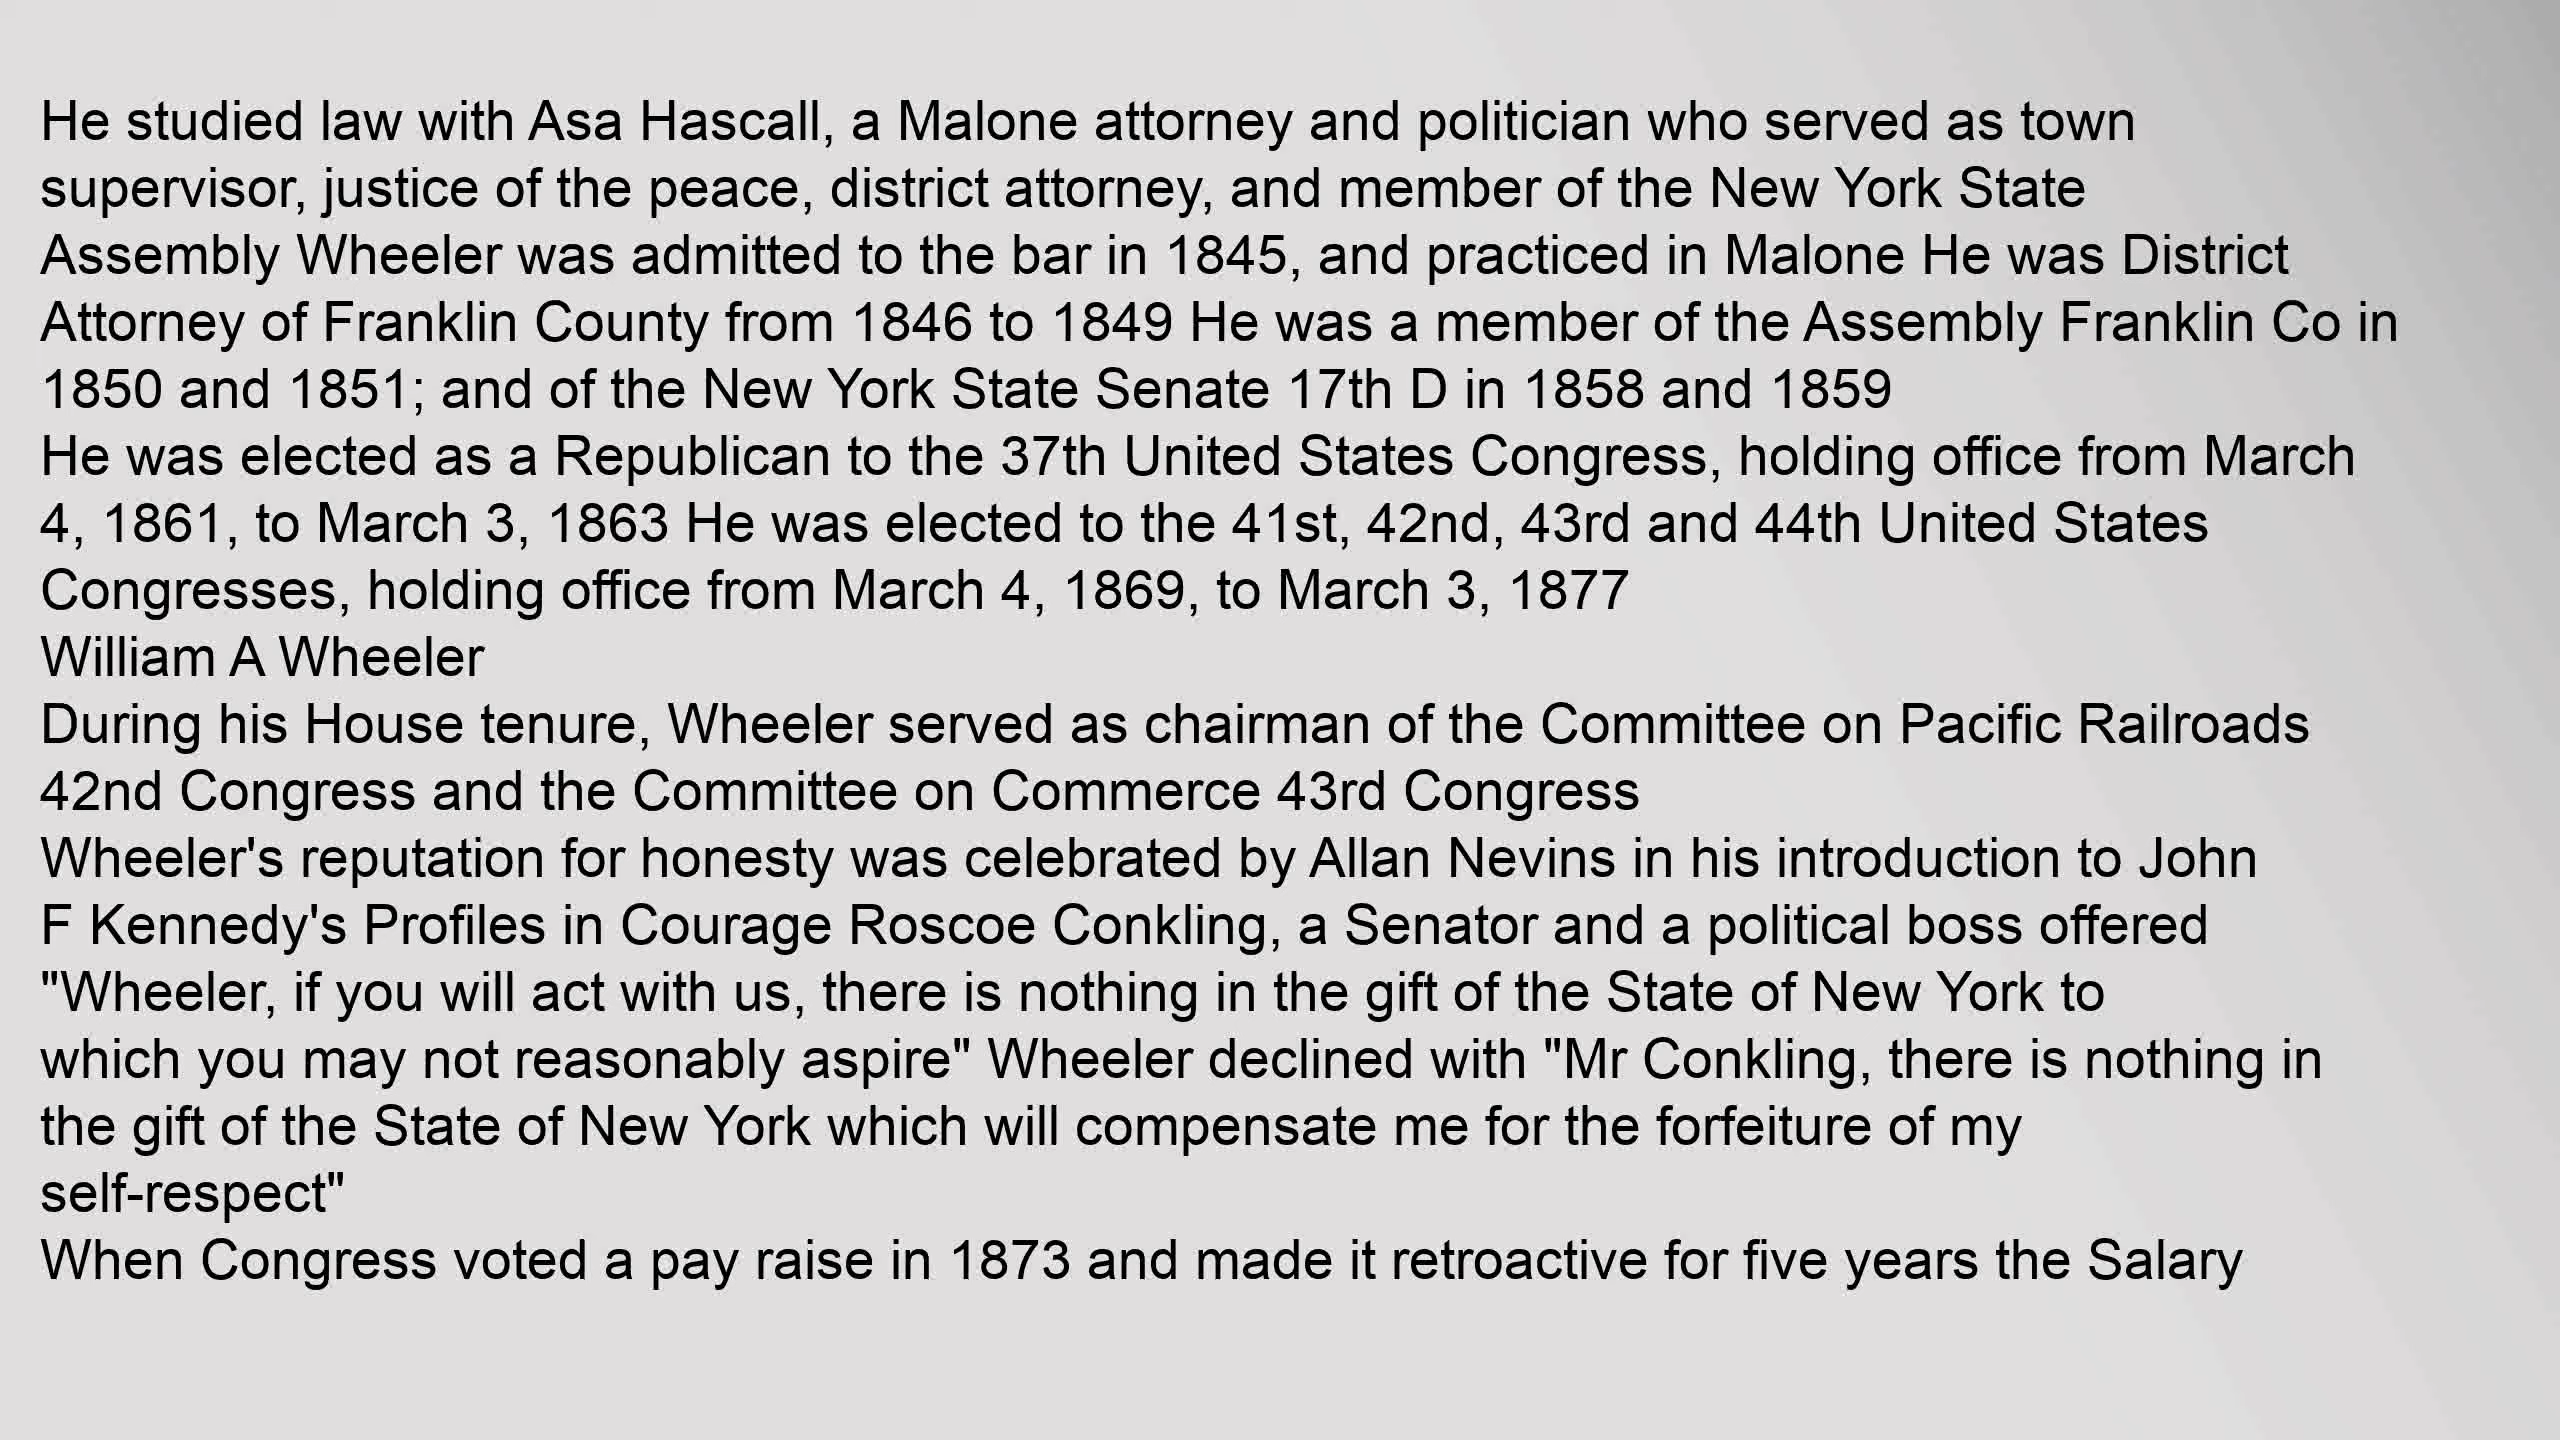 He studied law with Asa Hascall, a Malone attorney and politician who served as town
supervisor, justice of the peace, district attorney, and member of the New York State
Assembly Wheeler was admitted to the bar in 1845, and practiced in Malone He was District
Attorney of Franklin County from 1846 to 1849 He was a member of the Assembly Franklin Co in
1850 and 1851; and of the New York State Senate 17th D in 1858 and 1859
He was elected as a Republican to the 37th United States Congress, holding office from March
4, 1861, to March 3, 1863 He was elected to the 41st, 42nd, 43rd and 44th United States
Congresses, holding office from March 4, 1869, to March 3, 1877
William A Wheeler
During his House tenure, Wheeler served as chairman of the Committee on Pacific Railroads
42nd Congress and the Committee on Commerce 43rd Congress
Wheeler's reputation for honesty was celebrated by Allan Nevins in his introduction to John
F Kennedy's Profiles in Courage Roscoe Conkling, a Senator and a political boss offered
"Wheeler, if you will act with us, there is nothing in the gift of the State of New York to
which you may not reasonably aspire" Wheeler declined with "Mr Conkling, there is nothing in
the gift of the State of New York which will compensate me for the forfeiture of my
self-respect"
When Congress voted a pay raise in 1873 and made it retroactive for five years the Salary